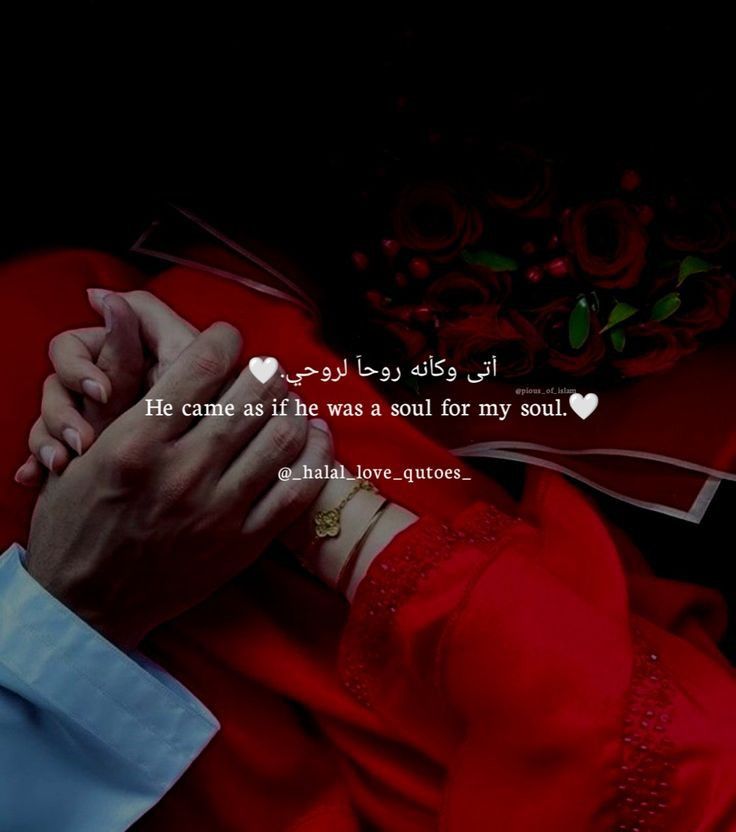 أتى وكأنه روحاً لروحي.🤍
@pious_of_islam
He came as if he was a soul for my soul.🤍
@_halal_love_qutoes_